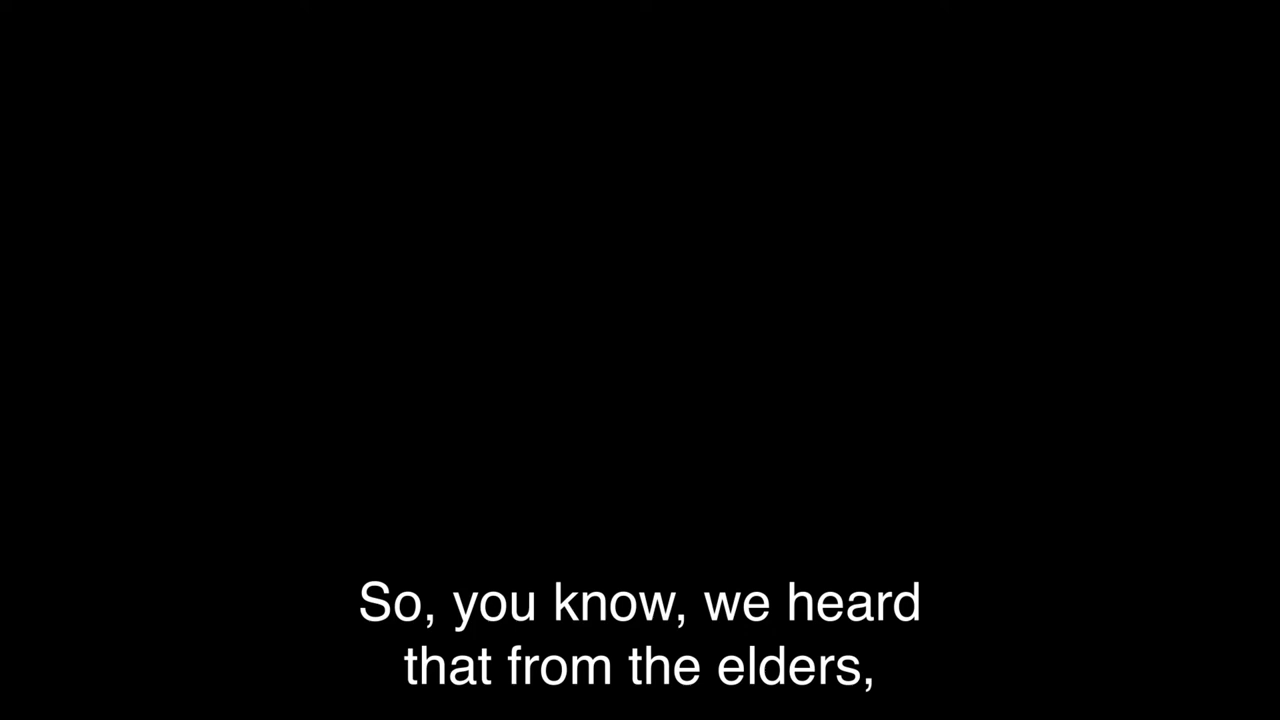 So, you know, we heard
that from the elders,